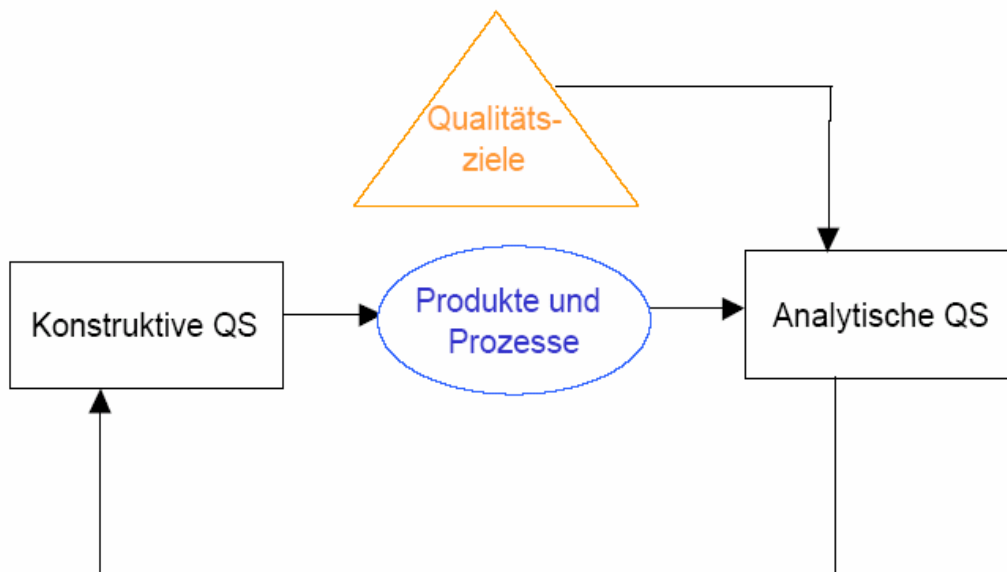 Qualitäts-
ziele
Konstruktive QS
Produkte und
Prozesse
Analytische QS